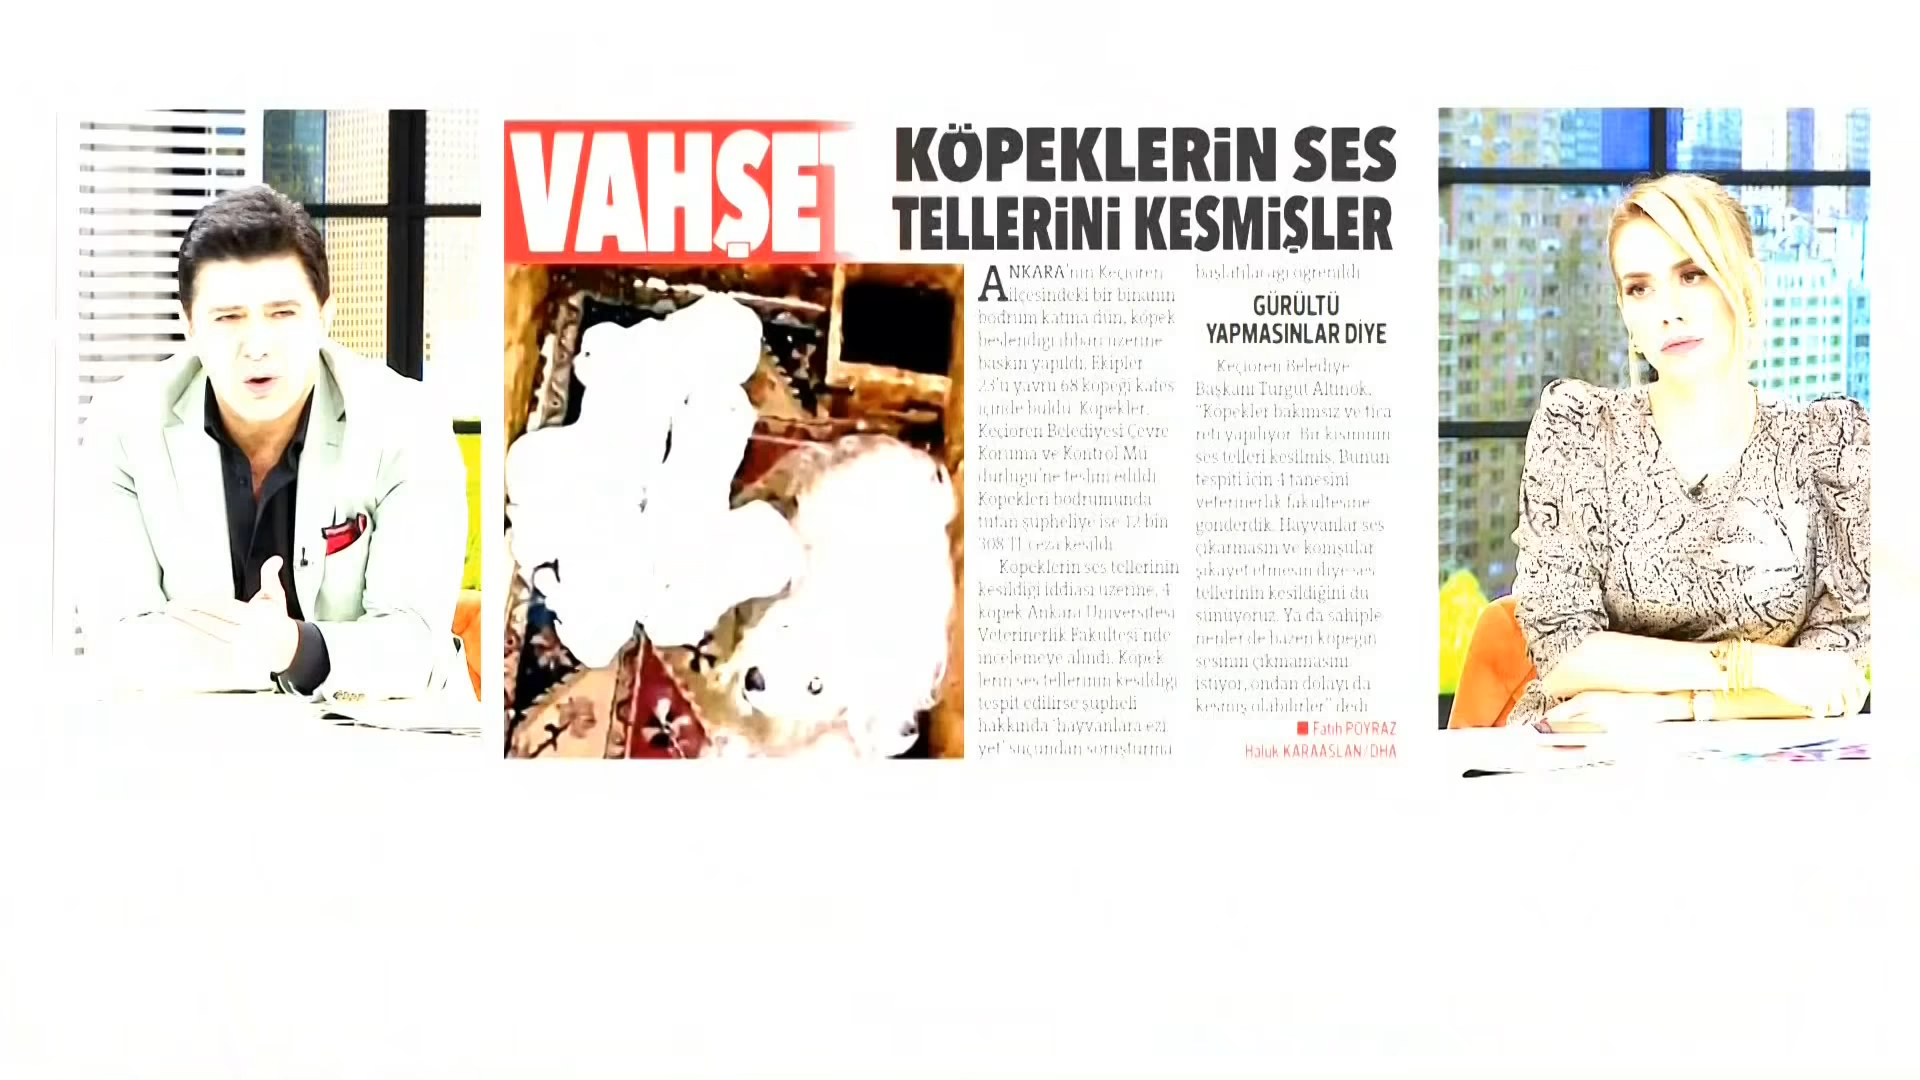 VAHŞET
KÖPEKLERiN SES
TELLERiNi KESMiŞLER
ANKARA'nın Keçiören
ilçesindeki bir binanın
bodrum katına dün, köpek
beslendiği ihbarı üzerine
baskın yapıldı. Ekipler
23'ü yavru 68 köpeği kafes
içinde buldu. Köpekler,
Keçiören Belediyesi Çevre
Koruma ve Kontrol Mü
dürlüğü'ne teslim edildi.
Köpekleri bodrumunda
tutan şüpheliye ise 12 bin
308 TL ceza kesildi.
Köpeklerin ses tellerinin
kesildiği iddiası üzerine, 4
köpek Ankara Üniversitesi
Veterinerlik Fakültesi'nde
incelemeye alındı. Köpek
lerin ses tellerinin kesildiği
tespit edilirse şüpheli
hakkında 'hayvanlara ezi
yet' suçundan soruşturma
başlatılacağı öğrenildi.
GÜRÜLTÜ
YAPMASINLAR DİYE
Keçiören Belediye
Başkanı Turgut Altınok,
"Köpekler bakımsız ve tica
reti yapılıyor. Bir kısmının
ses telleri kesilmiş. Bunun
tespiti için 4 tanesini
veterinerlik fakültesine
gönderdik. Hayvanlar ses
çıkarmasın ve komşular
şikayet etmesin diye ses
tellerinin kesildiğini dü
şünüyoruz. Ya da sahiple
nenler de bazen köpeğin
sesinin çıkmamasını
istiyor, ondan dolayı da
kesmiş olabilirler" dedi.
Fatih POYRAZ
Haluk KARAASLAN/DHA